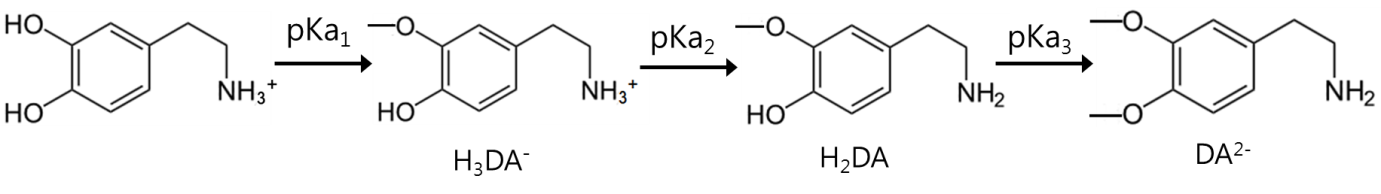 HO
HO
NH₃⁺
pKa₁
O
HO
NH₃⁺
H₃DA⁻
pKa₂
O
HO
NH₂
H₂DA
pKa₃
O
O
NH₂
DA²⁻